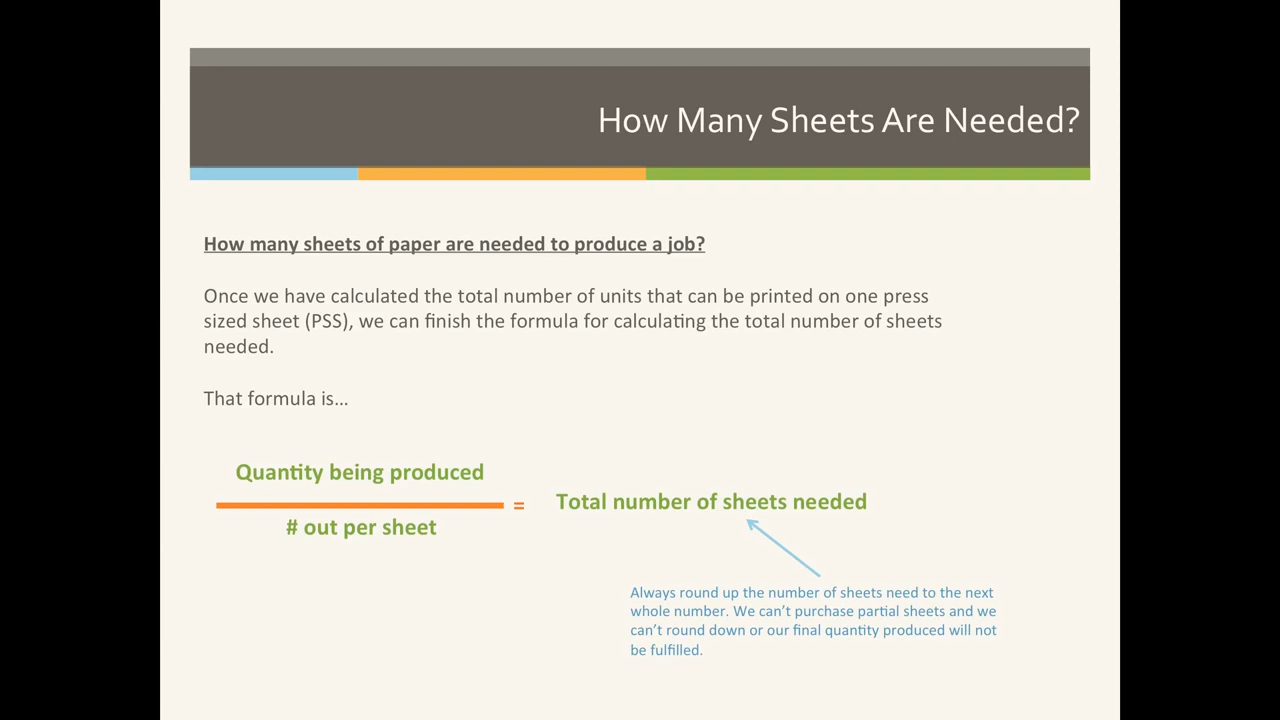 How Many Sheets Are Needed?
How many sheets of paper are needed to produce a job?
Once we have calculated the total number of units that can be printed on one press
sized sheet (PSS), we can finish the formula for calculating the total number of sheets
needed.
That formula is...
Quantity being produced
# out per sheet
=
Total number of sheets needed
Always round up the number of sheets need to the next
whole number. We can't purchase partial sheets and we
can't round down or our final quantity produced will not
be fulfilled.